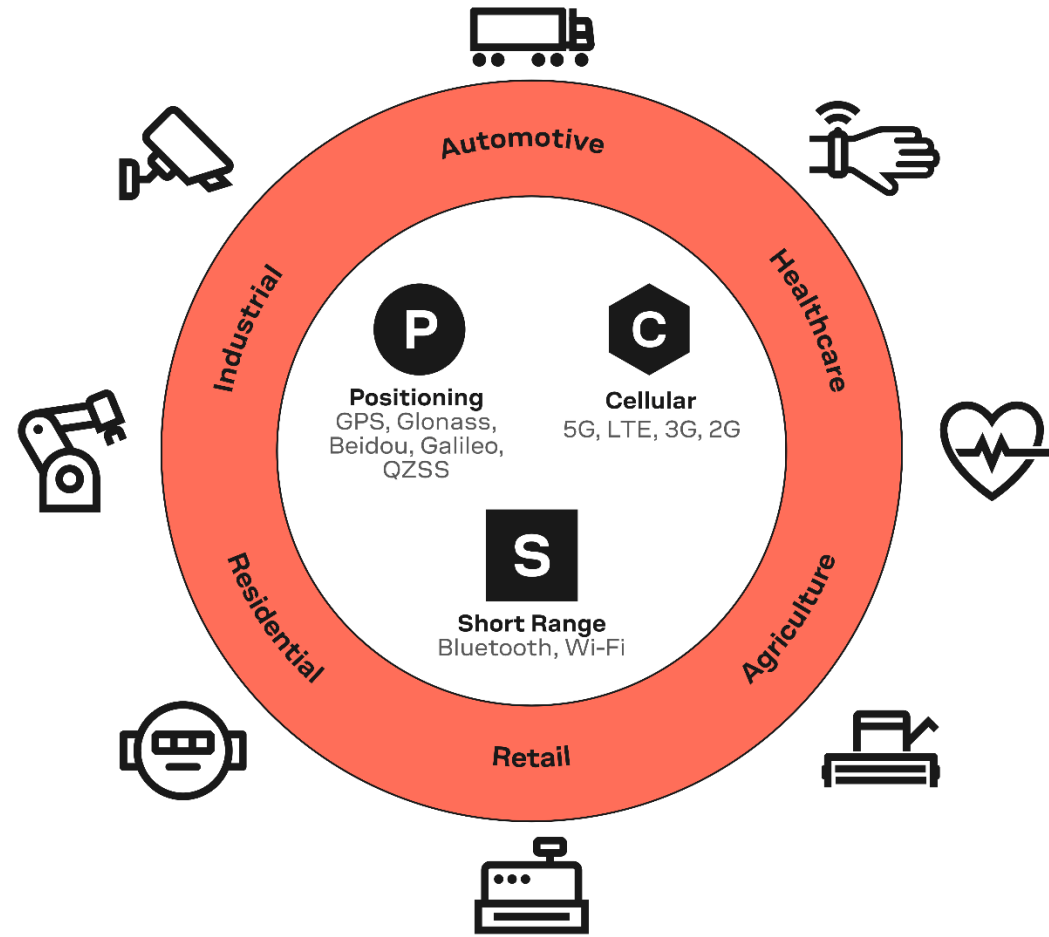 Automotive
Industrial
Healthcare
P
Positioning
GPS, Glonass,
Beidou, Galileo,
QZSS
C
Cellular
5G, LTE, 3G, 2G
S
Short Range
Bluetooth, Wi-Fi
Residential
Agriculture
Retail